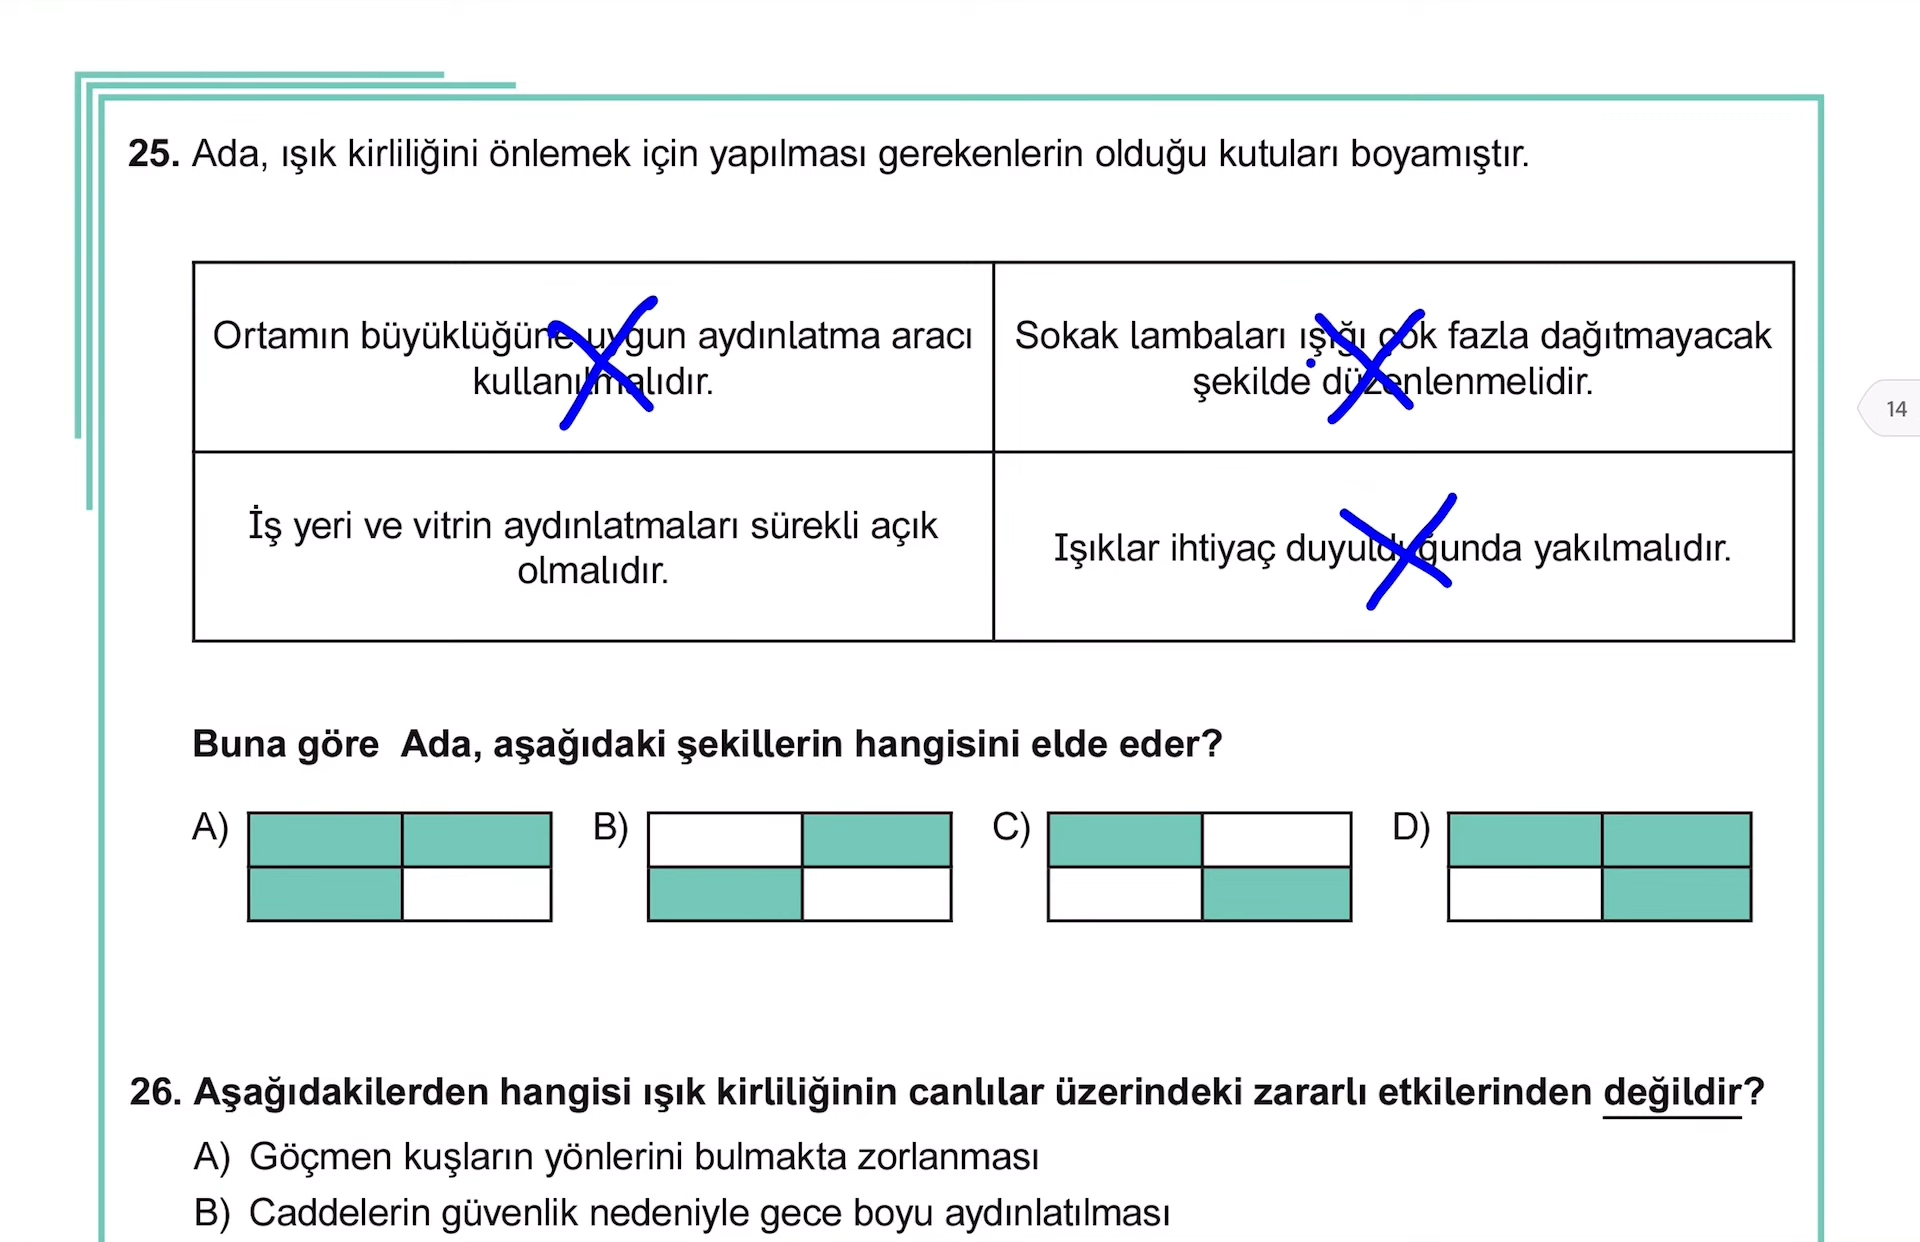 25. Ada, ışık kirliliğini önlemek için yapılması gerekenlerin olduğu kutuları boyamıştır.
Ortamın büyüklüğüne uygun aydınlatma aracı
kullanılmalıdır.
Sokak lambaları ışığı çok fazla dağıtmayacak
şekilde düzenlenmelidir.
İş yeri ve vitrin aydınlatmaları sürekli açık
olmalıdır.
Işıklar ihtiyaç duyulduğunda yakılmalıdır.
14
Buna göre Ada, aşağıdaki şekillerin hangisini elde eder?
A) B) C) D)
26. Aşağıdakilerden hangisi ışık kirliliğinin canlılar üzerindeki zararlı etkilerinden değildir?
A) Göçmen kuşların yönlerini bulmakta zorlanması
B) Caddelerin güvenlik nedeniyle gece boyu aydınlatılması